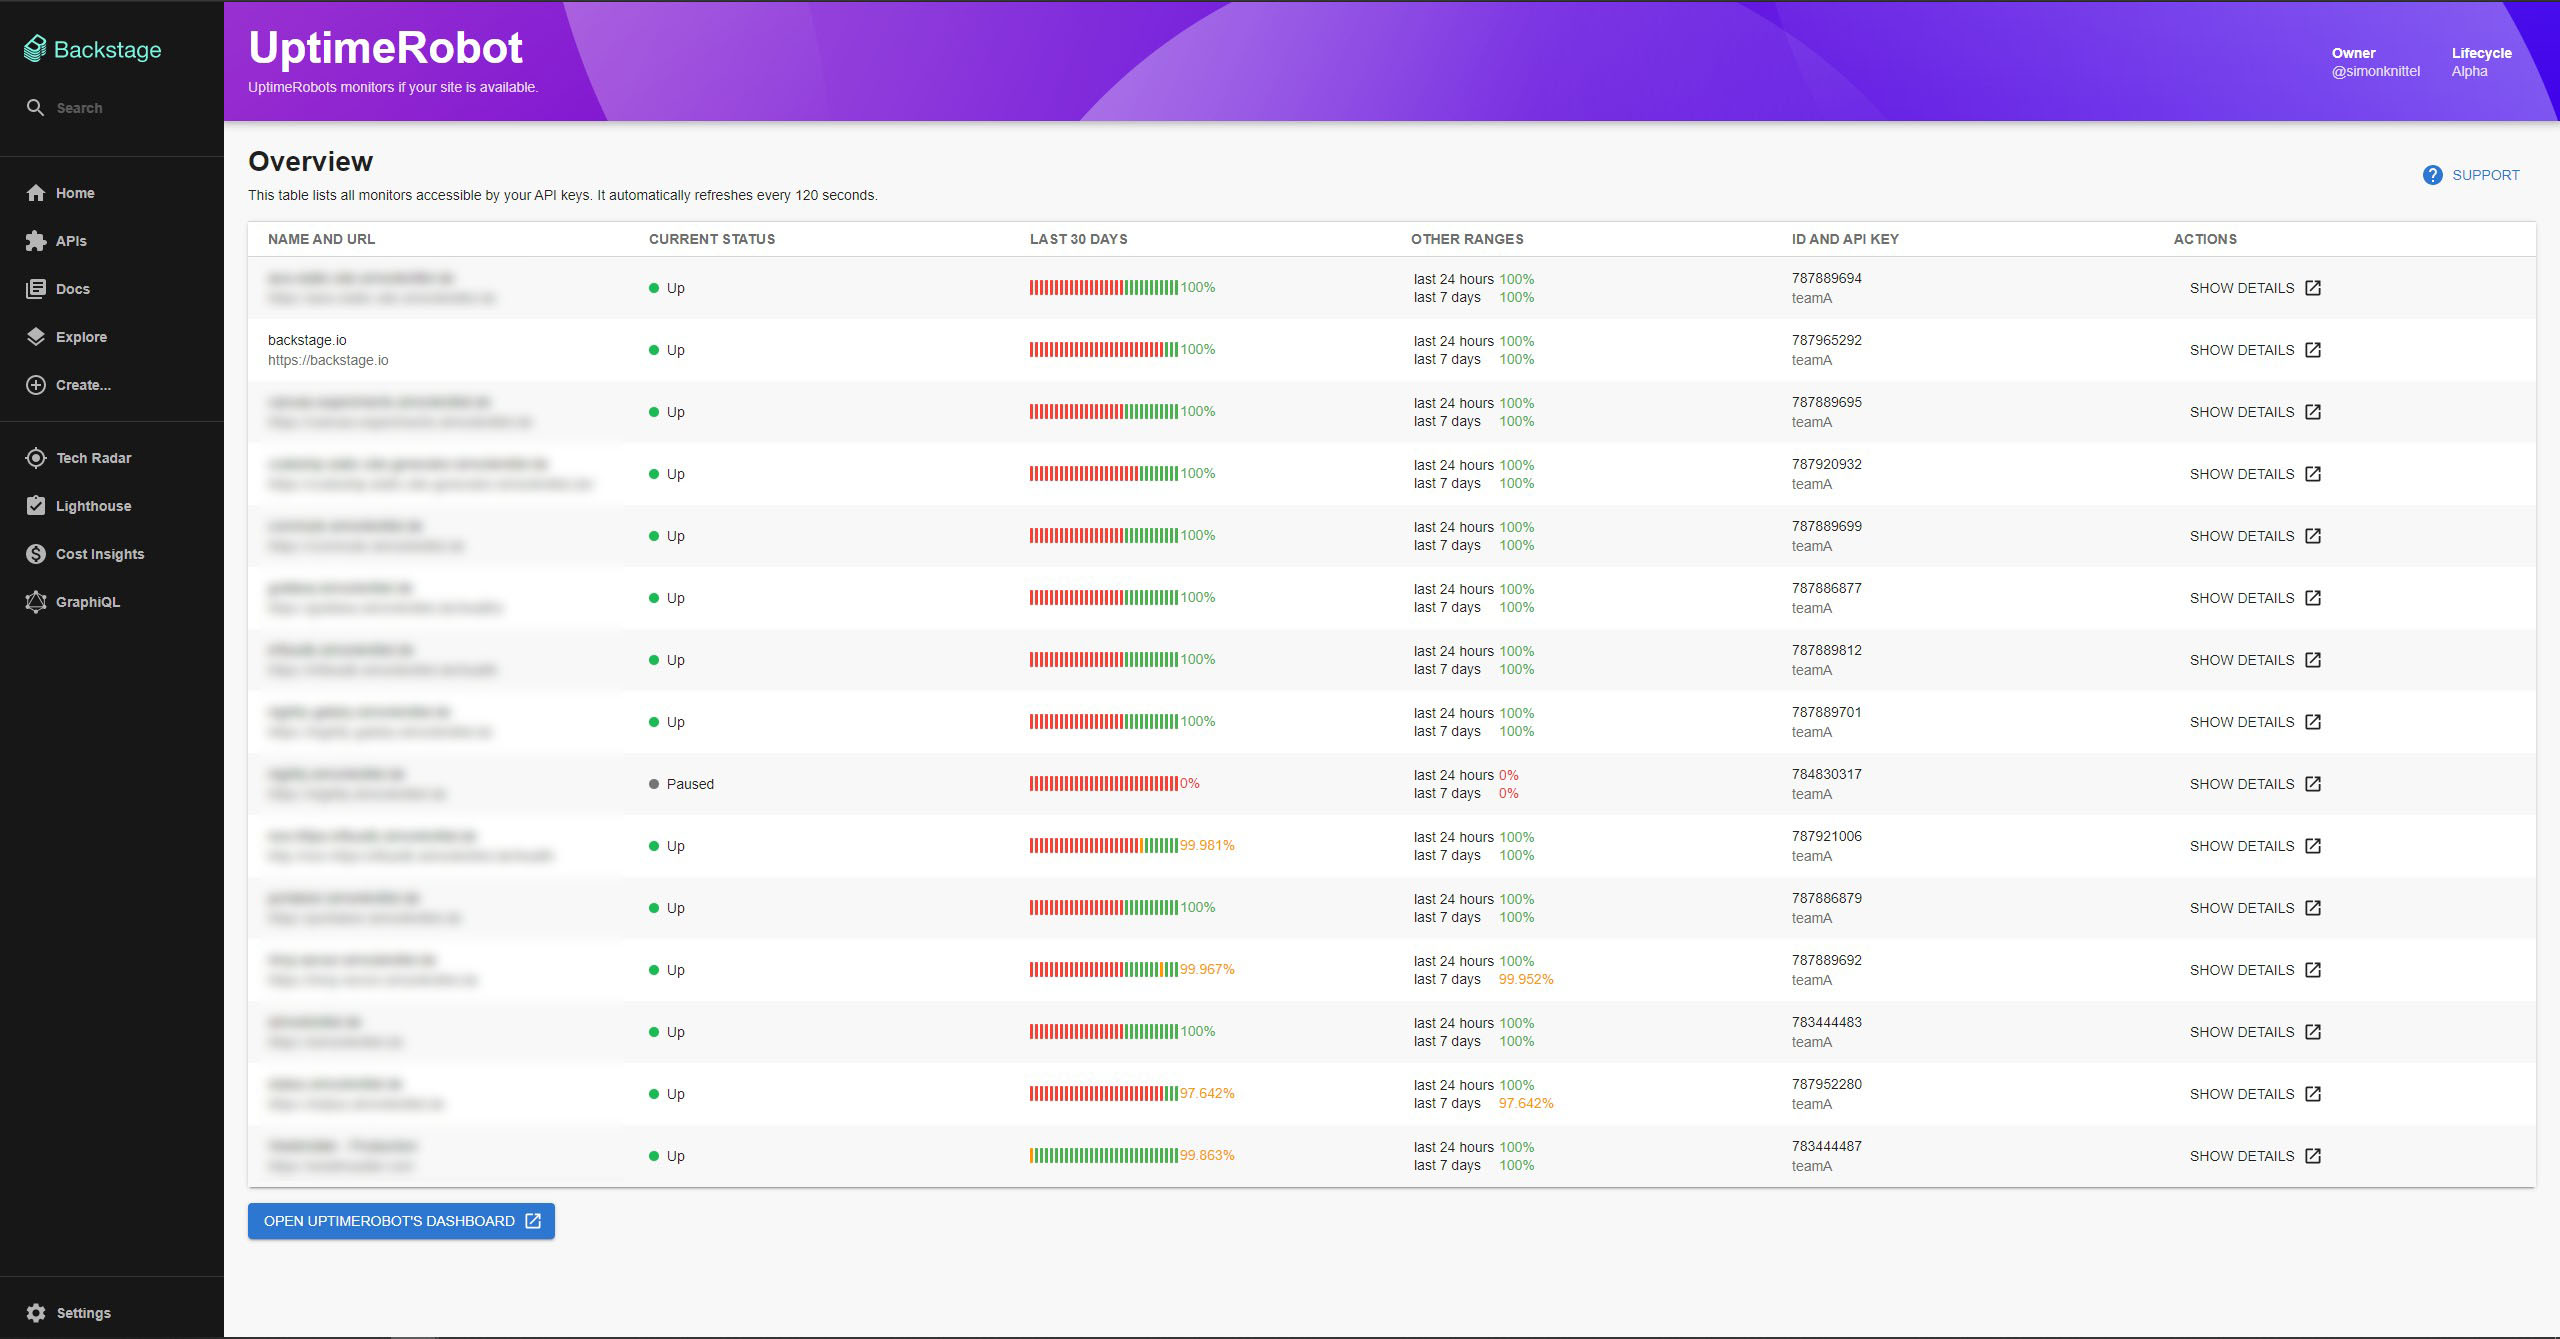 Backstage
Search
Home
APIs
Docs
Explore
Create...
Tech Radar
Lighthouse
Cost Insights
GraphiQL
Settings
UptimeRobot
UptimeRobots monitors if your site is available.
Owner
@simonknittel
Lifecycle
Alpha
Overview
This table lists all monitors accessible by your API keys. It automatically refreshes every 120 seconds.
SUPPORT
NAME AND URL CURRENT STATUS LAST 30 DAYS OTHER RANGES ID AND API KEY ACTIONS
Up 100% last 24 hours 100% 787889694 SHOW DETAILS
last 7 days 100% teamA
backstage.io Up 100% last 24 hours 100% 787965292 SHOW DETAILS
https://backstage.io last 7 days 100% teamA
Up 100% last 24 hours 100% 787889695 SHOW DETAILS
last 7 days 100% teamA
Up 100% last 24 hours 100% 787920932 SHOW DETAILS
last 7 days 100% teamA
Up 100% last 24 hours 100% 787889699 SHOW DETAILS
last 7 days 100% teamA
Up 100% last 24 hours 100% 787886877 SHOW DETAILS
last 7 days 100% teamA
Up 100% last 24 hours 100% 787889812 SHOW DETAILS
last 7 days 100% teamA
Up 100% last 24 hours 100% 787889701 SHOW DETAILS
last 7 days 100% teamA
Paused 0% last 24 hours 0% 784830317 SHOW DETAILS
last 7 days 0% teamA
Up 99.981% last 24 hours 100% 787921006 SHOW DETAILS
last 7 days 100% teamA
Up 100% last 24 hours 100% 787886879 SHOW DETAILS
last 7 days 100% teamA
Up 99.967% last 24 hours 100% 787889692 SHOW DETAILS
last 7 days 99.952% teamA
Up 100% last 24 hours 100% 783444483 SHOW DETAILS
last 7 days 100% teamA
Up 97.642% last 24 hours 100% 787952280 SHOW DETAILS
last 7 days 97.642% teamA
Up 99.863% last 24 hours 100% 783444487 SHOW DETAILS
last 7 days 100% teamA
OPEN UPTIMEROBOT'S DASHBOARD